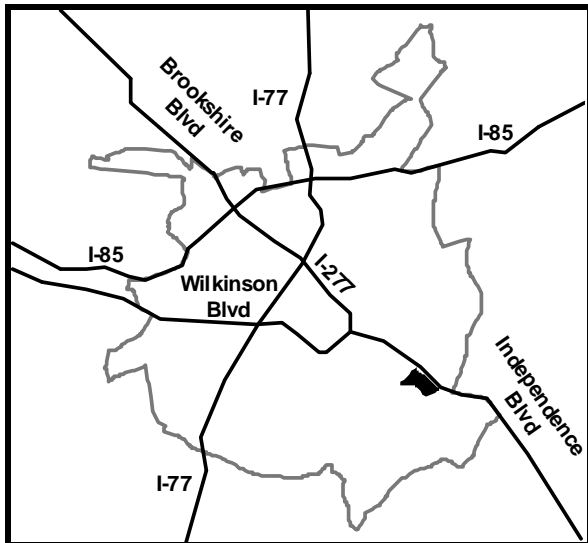 Brookshire
Blvd
I-77
I-85
I-85
I-277
Wilkinson
Blvd
Independence
Blvd
I-77